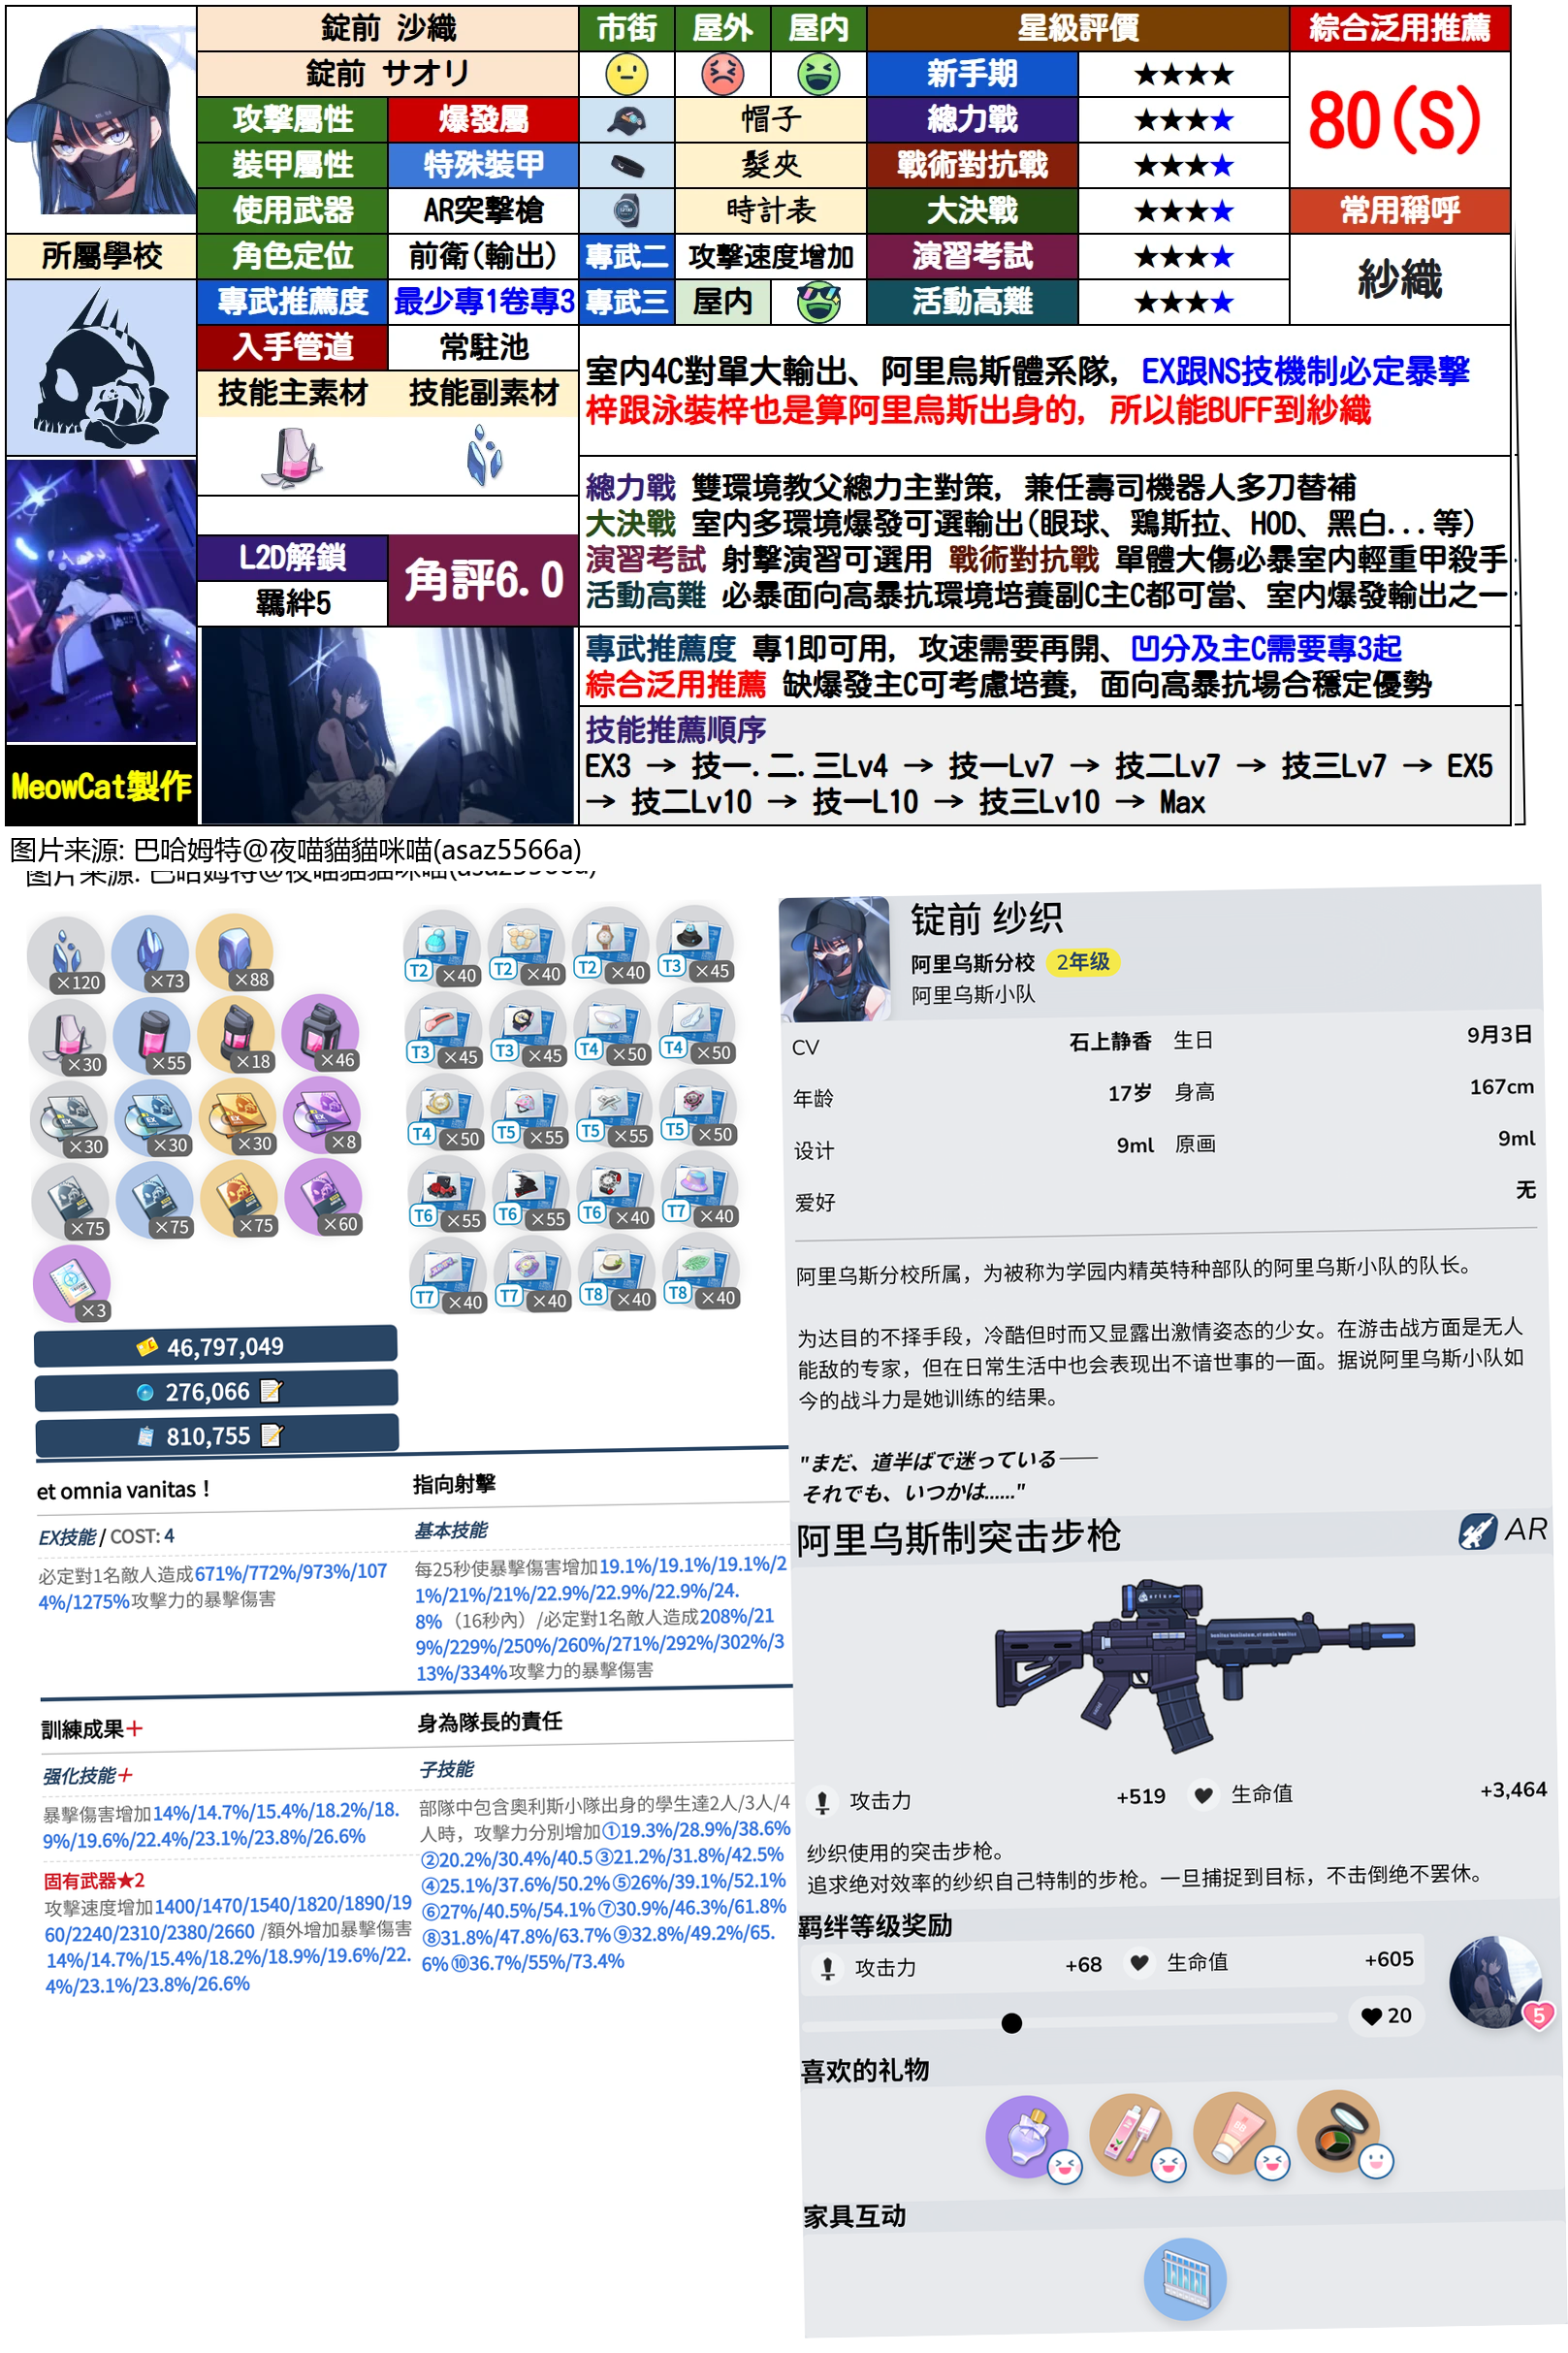 錠前 沙織
市街
屋外
屋内
星級評價
綜合泛用推薦
錠前 サオリ
新手期
★★★★
80(S)
攻擊屬性
爆發屬
帽子
總力戰
★★★★
裝甲屬性
特殊裝甲
髮夾
戰術對抗戰
★★★★
使用武器
AR突擊槍
時計表
大決戰
★★★★
常用稱呼
所屬學校
角色定位
前衛(輸出)
專武二
攻擊速度增加
演習考試
★★★★
紗織
專武推薦度
最少專1卷專3
專武三
屋内
活動高難
★★★★
入手管道
常駐池
技能主素材
技能副素材
室内4C對單大輸出、阿里烏斯體系隊, EX跟NS技機制必定暴擊
梓跟泳裝梓也是算阿里烏斯出身的, 所以能BUFF到紗織
總力戰 雙環境教父總力主對策, 兼任壽司機器人多刀替補
大決戰 室内多環境爆發可選輸出(眼球、鶏斯拉、HOD、黑白...等)
演習考試 射擊演習可選用 戰術對抗戰 單體大傷必暴室内輕重甲殺手
活動高難 必暴面向高暴抗環境培養副C主C都可當、室内爆發輸出之一
L2D解鎖
羈絆5
角評6.0
專武推薦度 專1即可用, 攻速需要再開、凹分及主C需要專3起
綜合泛用推薦 缺爆發主C可考慮培養, 面向高暴抗場合穩定優勢
技能推薦順序
EX3 → 技一.二.三Lv4 → 技一Lv7 → 技二Lv7 → 技三Lv7 → EX5
→ 技二Lv10 → 技一L10 → 技三Lv10 → Max
MeowCat製作
图片来源: 巴哈姆特@夜喵貓貓咪喵(asaz5566a)
图片来源: 巴哈姆特@夜喵貓貓咪喵(asaz5566a)
×120 ×73 ×88
×30 ×55 ×18 ×46
×30 ×30 ×30 ×8
×75 ×75 ×75 ×60
×3
T2 ×40 T2 ×40 T2 ×40 T3 ×45
T3 ×45 T3 ×45 T4 ×50 T4 ×50
T4 ×50 T5 ×55 T5 ×55 T5 ×50
T6 ×55 T6 ×55 T6 ×40 T7 ×40
T7 ×40 T7 ×40 T8 ×40 T8 ×40
46,797,049
276,066
810,755
et omnia vanitas！
EX技能 / COST: 4
必定對1名敵人造成671%/772%/973%/107
4%/1275%攻擊力的暴擊傷害
指向射擊
基本技能
每25秒使暴擊傷害增加19.1%/19.1%/19.1%/2
1%/21%/21%/22.9%/22.9%/22.9%/24.
8%（16秒內）/必定對1名敵人造成208%/21
9%/229%/250%/260%/271%/292%/302%/3
13%/334%攻擊力的暴擊傷害
訓練成果+
强化技能+
暴擊傷害增加14%/14.7%/15.4%/18.2%/18.
9%/19.6%/22.4%/23.1%/23.8%/26.6%
固有武器★2
攻擊速度增加1400/1470/1540/1820/1890/19
60/2240/2310/2380/2660 /額外增加暴擊傷害
14%/14.7%/15.4%/18.2%/18.9%/19.6%/22.
4%/23.1%/23.8%/26.6%
身為隊長的責任
子技能
部隊中包含奧利斯小隊出身的學生達2人/3人/4
人時，攻擊力分別增加①19.3%/28.9%/38.6%
②20.2%/30.4%/40.5③21.2%/31.8%/42.5%
④25.1%/37.6%/50.2%⑤26%/39.1%/52.1%
⑥27%/40.5%/54.1%⑦30.9%/46.3%/61.8%
⑧31.8%/47.8%/63.7%⑨32.8%/49.2%/65.
6%⑩36.7%/55%/73.4%
锭前 纱织
阿里乌斯分校 2年级
阿里乌斯小队
CV 石上静香 生日 9月3日
年龄 17岁 身高 167cm
设计 9ml 原画 9ml
爱好 无
阿里乌斯分校所属，为被称为学园内精英特种部队的阿里乌斯小队的队长。
为达目的不择手段，冷酷但时而又显露出激情姿态的少女。在游击战方面是无人
能敌的专家，但在日常生活中也会表现出不谙世事的一面。据说阿里乌斯小队如
今的战斗力是她训练的结果。
"まだ、道半ばで迷っている——
それでも、いつかは......"
阿里乌斯制突击步枪
AR
攻击力 +519 生命值 +3,464
纱织使用的突击步枪。
追求绝对效率的纱织自己特制的步枪。一旦捕捉到目标，不击倒绝不罢休。
羁绊等级奖励
攻击力 +68 生命值 +605
20
5
喜欢的礼物
家具互动